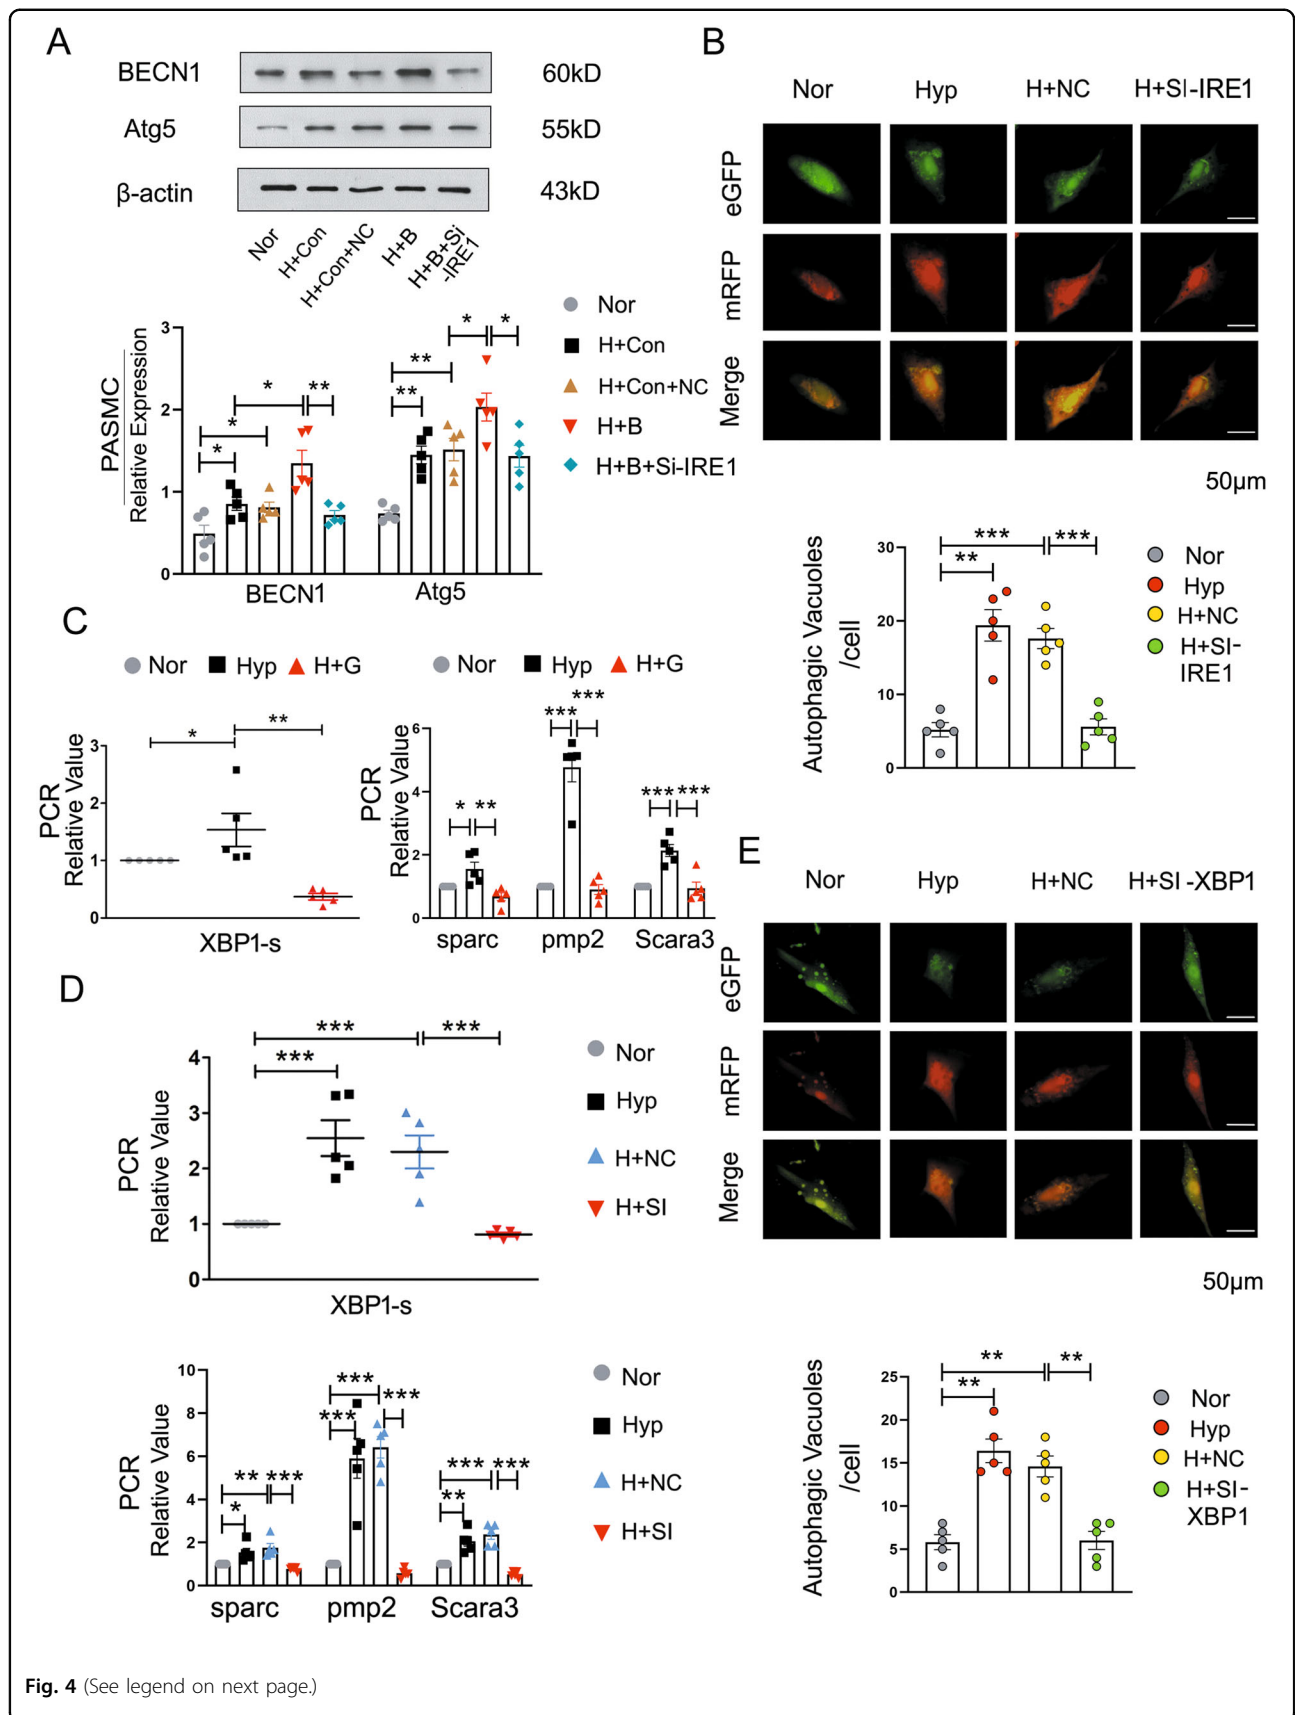 A
BECN1
60kD
Atg5
55kD
β-actin
43kD
Nor
H+Con
H+Con+NC
H+B
H+B+Si
-IRE1
PASMC
Relative Expression
3
2
1
0
*
*
*
**
**
**
*
*
BECN1
Atg5
Nor
H+Con
H+Con+NC
H+B
H+B+Si-IRE1
B
Nor
Hyp
H+NC
H+SI-IRE1
eGFP
mRFP
Merge
50μm
Autophagic Vacuoles
/cell
30
20
10
0
***
**
***
Nor
Hyp
H+NC
H+SI-
IRE1
C
Nor
Hyp
H+G
PCR
Relative Value
3
2
1
0
*
**
XBP1-s
Nor
Hyp
H+G
PCR
Relative Value
6
4
2
0
*
**
***
***
***
***
sparc
pmp2
Scara3
D
PCR
Relative Value
4
3
2
1
0
***
***
***
XBP1-s
Nor
Hyp
H+NC
H+SI
PCR
Relative Value
10
8
6
4
2
0
**
***
*
***
***
***
***
***
**
sparc
pmp2
Scara3
Nor
Hyp
H+NC
H+SI
E
Nor
Hyp
H+NC
H+SI-XBP1
eGFP
mRFP
Merge
50μm
Autophagic Vacuoles
/cell
25
20
15
10
5
0
**
**
**
Nor
Hyp
H+NC
H+SI-
XBP1
Fig. 4 (See legend on next page.)